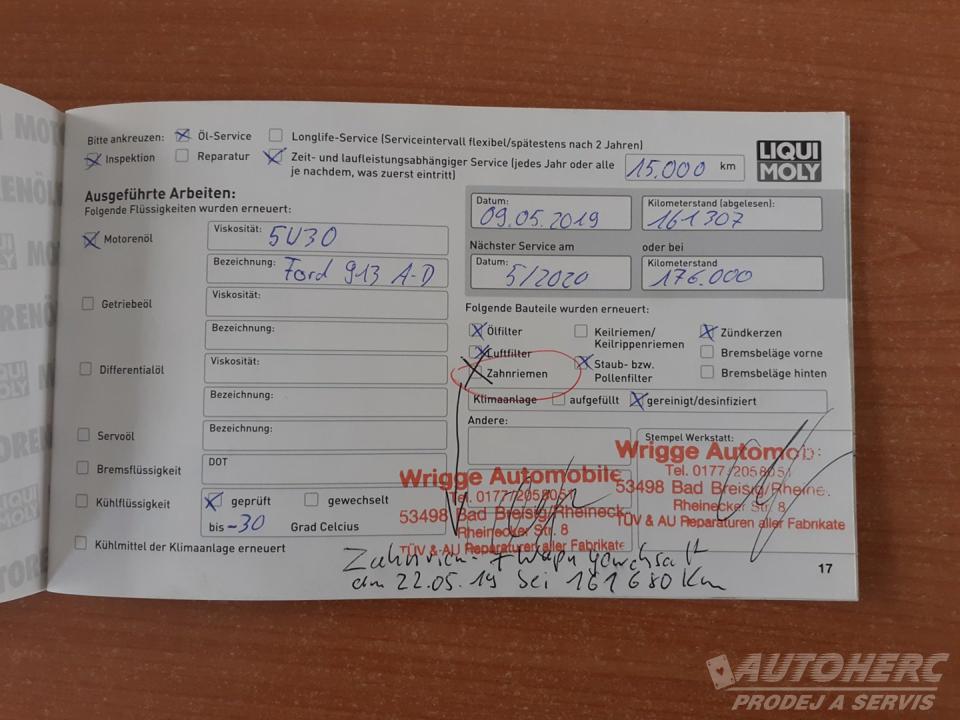 Bitte ankreuzen: Öl-Service Longlife-Service (Serviceintervall flexibel/spätestens nach 2 Jahren)
Inspektion Reparatur Zeit- und laufleistungsabhängiger Service (jedes Jahr oder alle
je nachdem, was zuerst eintritt) 15.000 km
LIQUI
MOLY
Ausgeführte Arbeiten:
Folgende Flüssigkeiten wurden erneuert:
Motorenöl
Viskosität: 5W30
Bezeichnung: Ford 913 A-D
Getriebeöl
Viskosität:
Bezeichnung:
Differentialöl
Viskosität:
Bezeichnung:
Servoöl
Bezeichnung:
Bremsflüssigkeit
DOT
Kühlflüssigkeit geprüft gewechselt
bis -30 Grad Celcius
Kühlmittel der Klimaanlage erneuert
Datum:
09.05.2019
Kilometerstand (abgelesen):
161307
Nächster Service am oder bei
Datum:
5/2020
Kilometerstand
176.000
Folgende Bauteile wurden erneuert:
Ölfilter Keilriemen/ Zündkerzen
Keilrippenriemen
Luftfilter Bremsbeläge vorne
Zahnriemen Staub- bzw. Bremsbeläge hinten
Pollenfilter
Klimaanlage aufgefüllt gereinigt/desinfiziert
Andere:
Stempel Werkstatt:
Wrigge Automobile
Tel. 0177/2058051
53498 Bad Breisig/Rheineck
Rheinecker Str. 8
TÜV & AU Reparaturen aller Fabrikate
Wrigge Automob
Tel. 0177/2058051
53498 Bad Breisig/Rheine
Rheinecker Str. 8
TÜV & AU Reparaturen aller Fabrikate
am 22.05.19 bei 161680 Km
17
AUTOHERC
PRODEJ A SERVIS